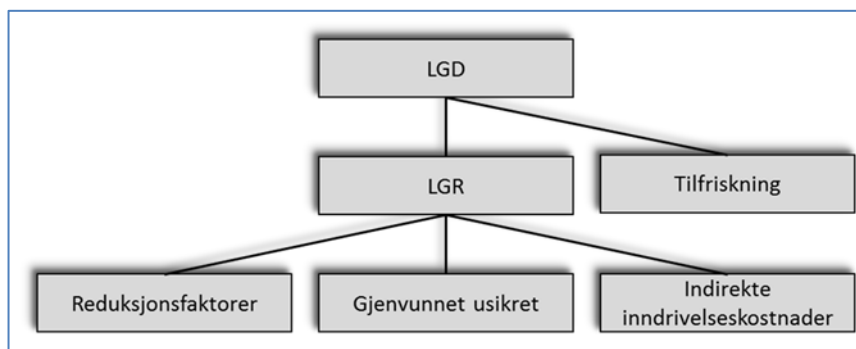 LGD
LGR
Tilfriskning
Reduksjonsfaktorer
Gjenvunnet usikret
Indirekte
inndrivelseskostnader